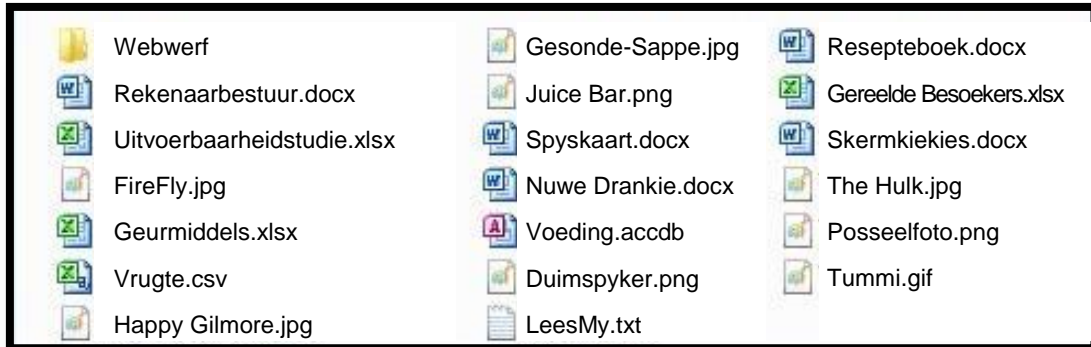 Webwerf
Rekenaarbestuur.docx
Uitvoerbaarheidstudie.xlsx
FireFly.jpg
Geurmiddels.xlsx
Vrugte.csv
Happy Gilmore.jpg
Gesonde-Sappe.jpg
Juice Bar.png
Spyskaart.docx
Nuwe Drankie.docx
Voeding.accdb
Duimspyker.png
LeesMy.txt
Resepteboek.docx
Gereelde Besoekers.xlsx
Skermkiekies.docx
The Hulk.jpg
Posseelfoto.png
Tummi.gif